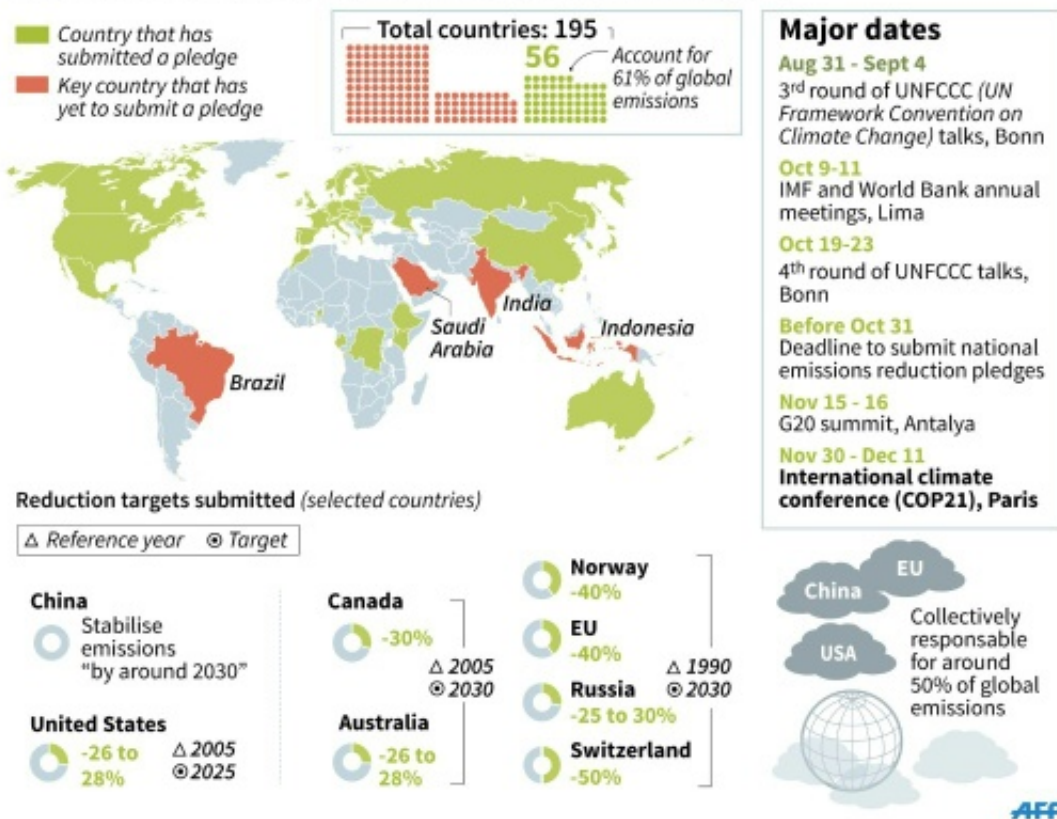 Country that has
submitted a pledge
Key country that has
yet to submit a pledge
Total countries: 195
56
Account for
61% of global
emissions
India
Saudi
Arabia
Indonesia
Brazil
Reduction targets submitted (selected countries)
△ Reference year ⦿ Target
China
Stabilise
emissions
"by around 2030"
United States
-26 to
28%
△ 2005
⦿ 2025
Canada
-30%
△ 2005
⦿ 2030
Australia
-26 to
28%
Norway
-40%
EU
-40%
△ 1990
⦿ 2030
Russia
-25 to 30%
Switzerland
-50%
Major dates
Aug 31 - Sept 4
3rd round of UNFCCC (UN
Framework Convention on
Climate Change) talks, Bonn
Oct 9-11
IMF and World Bank annual
meetings, Lima
Oct 19-23
4th round of UNFCCC talks,
Bonn
Before Oct 31
Deadline to submit national
emissions reduction pledges
Nov 15 - 16
G20 summit, Antalya
Nov 30 - Dec 11
International climate
conference (COP21), Paris
EU
China
USA
Collectively
responsable
for around
50% of global
emissions
AFP